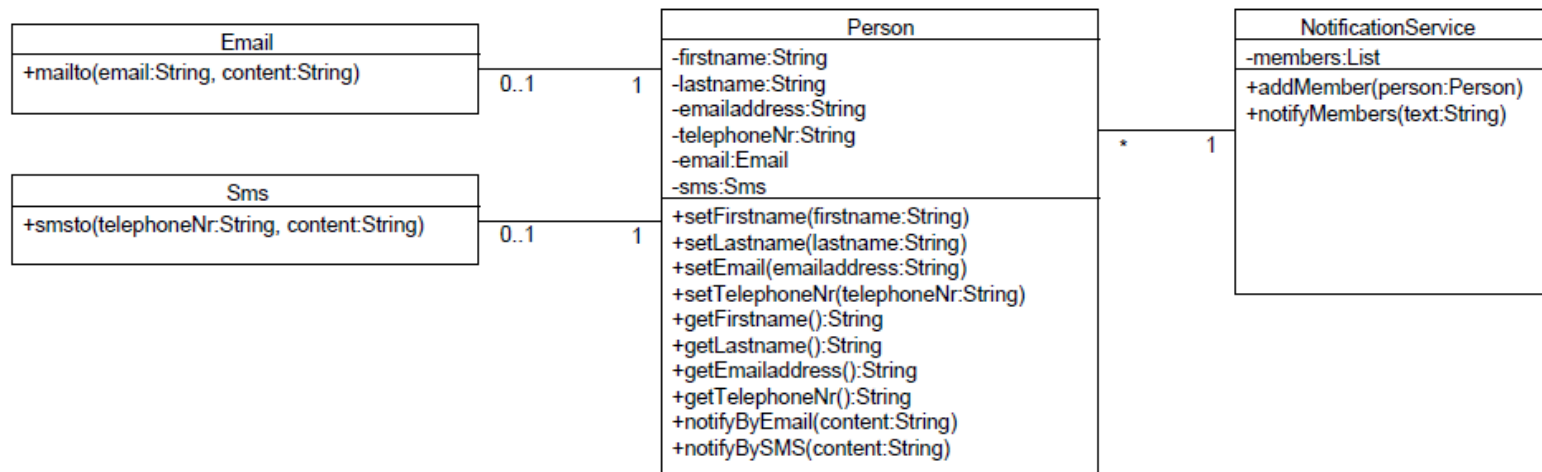 Email
+mailto(email:String, content:String)
0..1
1
Sms
+smsto(telephoneNr:String, content:String)
0..1
1
Person
-firstname:String
-lastname:String
-emailaddress:String
-telephoneNr:String
-email:Email
-sms:Sms
+setFirstname(firstname:String)
+setLastname(lastname:String)
+setEmail(emailaddress:String)
+setTelephoneNr(telephoneNr:String)
+getFirstname():String
+getLastname():String
+getEmailaddress():String
+getTelephoneNr():String
+notifyByEmail(content:String)
+notifyBySMS(content:String)
*
1
NotificationService
-members:List
+addMember(person:Person)
+notifyMembers(text:String)